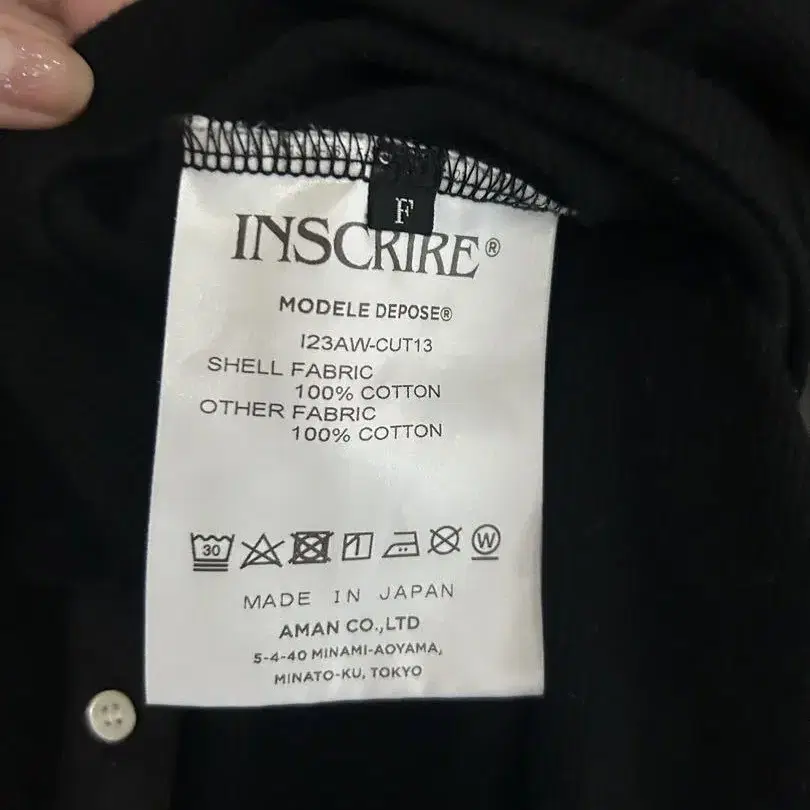 F
INSCRIRE®
MODELE DEPOSE®
I23AW-CUT13
SHELL FABRIC
100% COTTON
OTHER FABRIC
100% COTTON
30
W
MADE IN JAPAN
AMAN CO.,LTD
5-4-40 MINAMI-AOYAMA,
MINATO-KU, TOKYO